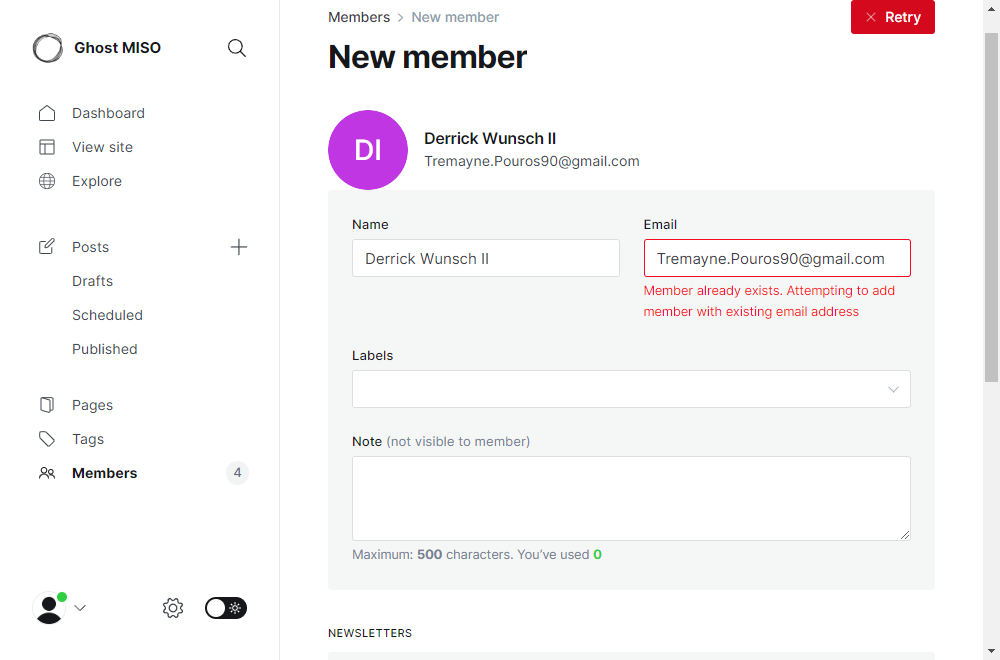 Ghost MISO
Dashboard
View site
Explore
Posts
Drafts
Scheduled
Published
Pages
Tags
Members
4
Members > New member
Retry
New member
DI
Derrick Wunsch II
Tremayne.Pouros90@gmail.com
Name
Derrick Wunsch II
Email
Tremayne.Pouros90@gmail.com
Member already exists. Attempting to add
member with existing email address
Labels
Note (not visible to member)
Maximum: 500 characters. You've used 0
NEWSLETTERS